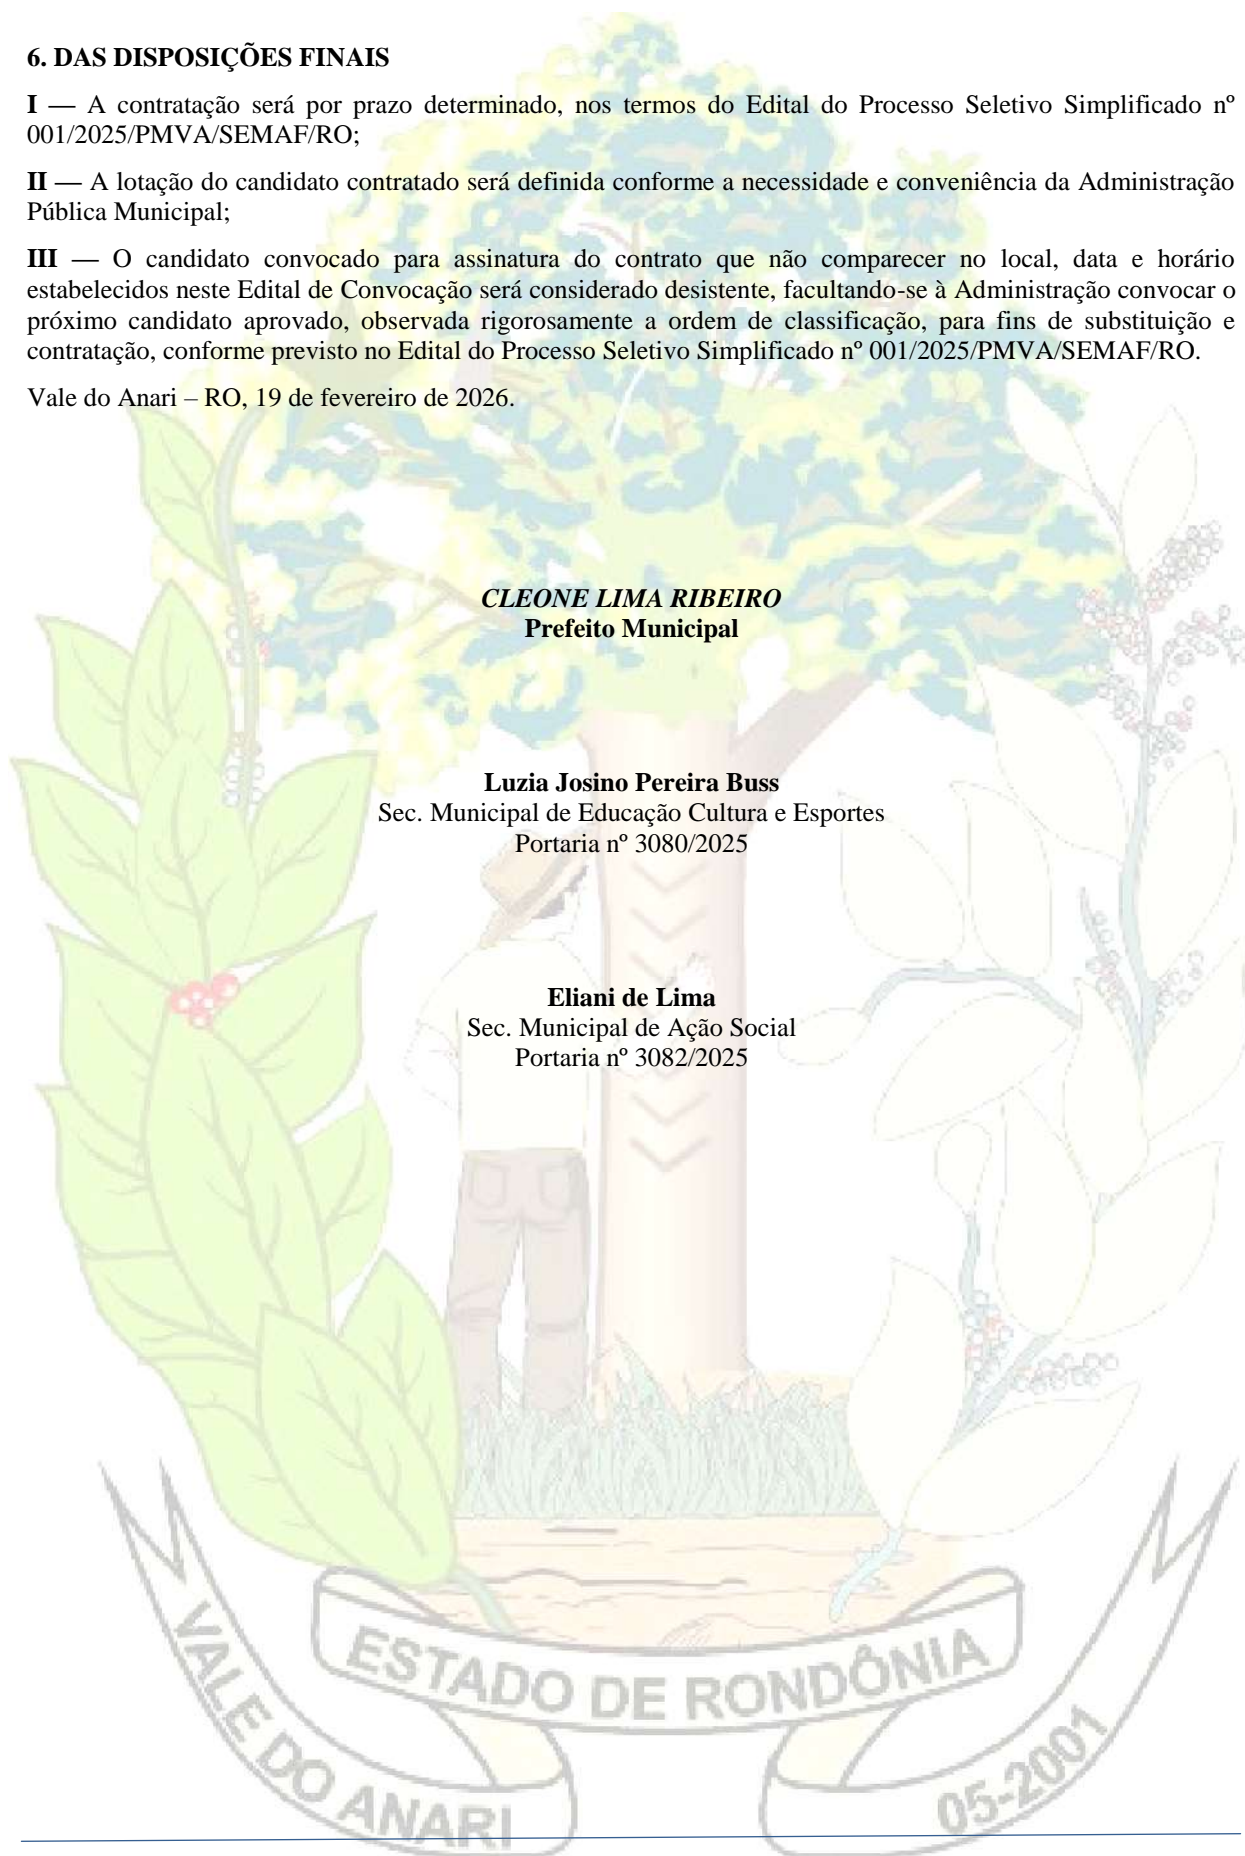 6. DAS DISPOSIÇÕES FINAIS
I — A contratação será por prazo determinado, nos termos do Edital do Processo Seletivo Simplificado nº
001/2025/PMVA/SEMAF/RO;
II — A lotação do candidato contratado será definida conforme a necessidade e conveniência da Administração
Pública Municipal;
III — O candidato convocado para assinatura do contrato que não comparecer no local, data e horário
estabelecidos neste Edital de Convocação será considerado desistente, facultando-se à Administração convocar o
próximo candidato aprovado, observada rigorosamente a ordem de classificação, para fins de substituição e
contratação, conforme previsto no Edital do Processo Seletivo Simplificado nº 001/2025/PMVA/SEMAF/RO.
Vale do Anari – RO, 19 de fevereiro de 2026.
CLEONE LIMA RIBEIRO
Prefeito Municipal
Luzia Josino Pereira Buss
Sec. Municipal de Educação Cultura e Esportes
Portaria nº 3080/2025
Eliani de Lima
Sec. Municipal de Ação Social
Portaria nº 3082/2025
ESTADO DE RONDÔNIA
VALE DO ANARI
05-2001